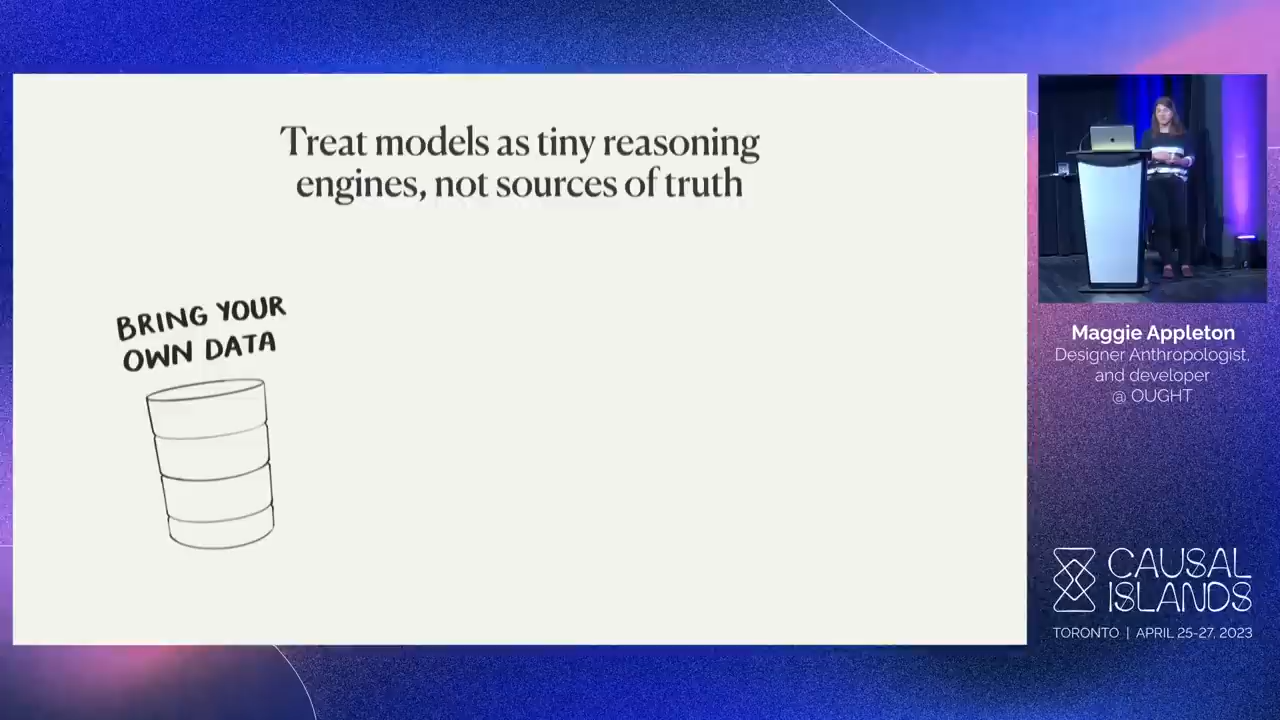 Treat models as tiny reasoning
engines, not sources of truth
BRING YOUR
OWN DATA
Maggie Appleton
Designer Anthropologist,
and developer
@ OUGHT
CAUSAL
ISLANDS
TORONTO | APRIL 25-27, 2023